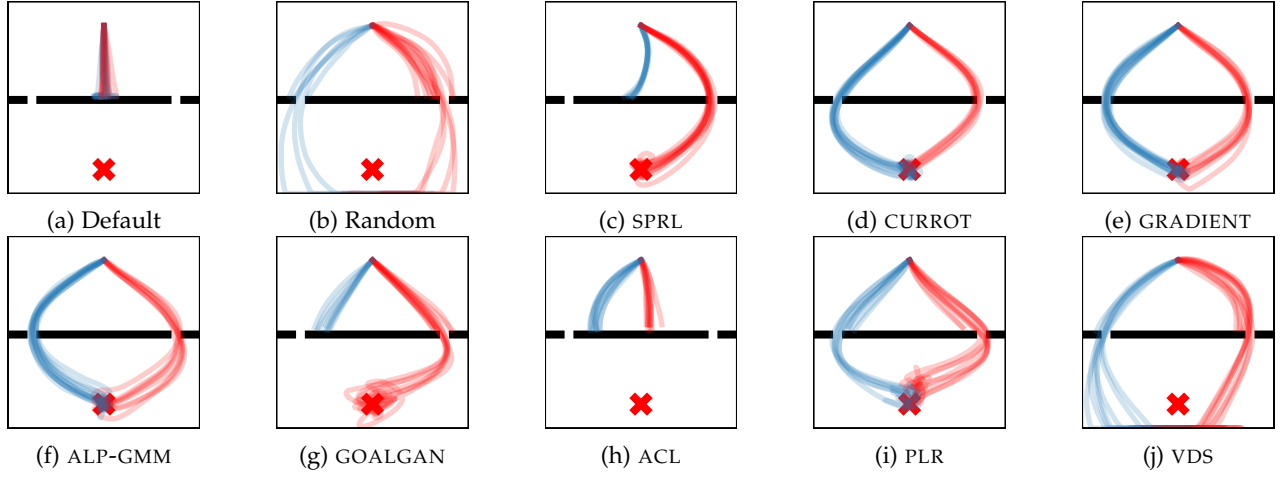 (a) Default (b) Random (c) SPRL (d) CURROT (e) GRADIENT
(f) ALP-GMM (g) GOALGAN (h) ACL (i) PLR (j) VDS